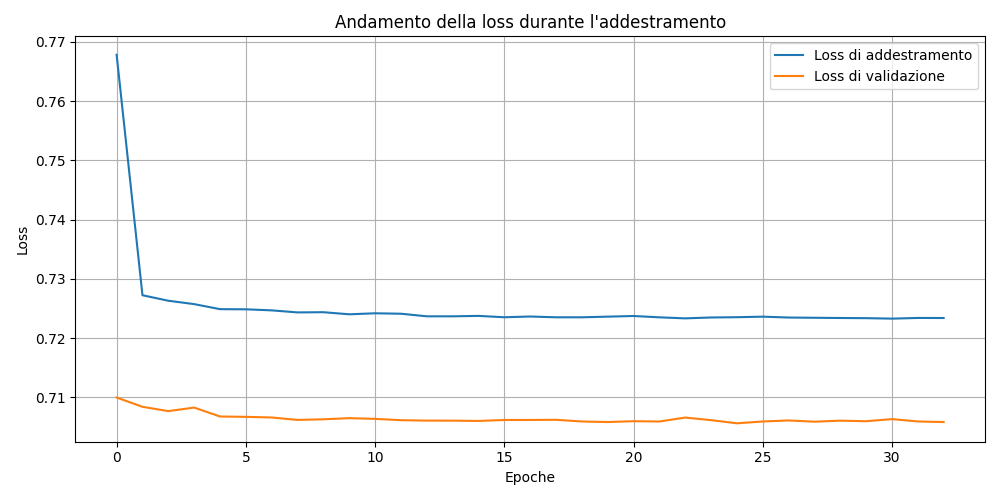 Andamento della loss durante l'addestramento
Loss di addestramento
Loss di validazione
0.77
0.76
0.75
0.74
0.73
0.72
0.71
Loss
0 5 10 15 20 25 30
Epoche